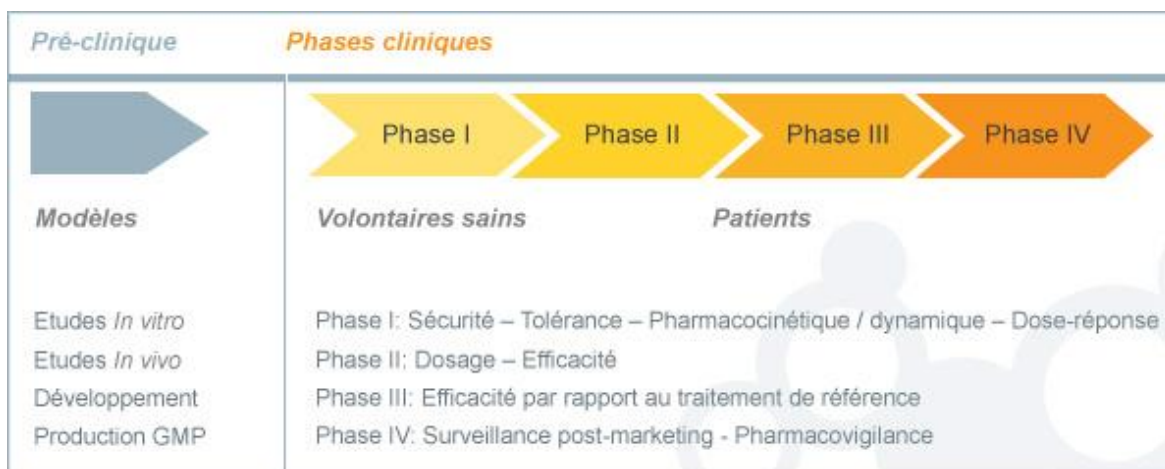 Pré-clinique
Phases cliniques
Phase I
Phase II
Phase III
Phase IV
Modèles
Volontaires sains
Patients
Etudes In vitro
Etudes In vivo
Développement
Production GMP
Phase I: Sécurité – Tolérance – Pharmacocinétique / dynamique – Dose-réponse
Phase II: Dosage – Efficacité
Phase III: Efficacité par rapport au traitement de référence
Phase IV: Surveillance post-marketing - Pharmacovigilance